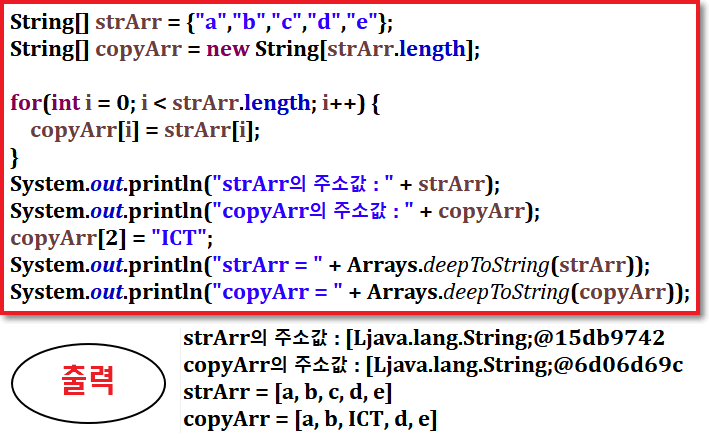 String[] strArr = {"a","b","c","d","e"};
String[] copyArr = new String[strArr.length];
for(int i = 0; i < strArr.length; i++) {
copyArr[i] = strArr[i];
}
System.out.println("strArr의 주소값 : " + strArr);
System.out.println("copyArr의 주소값 : " + copyArr);
copyArr[2] = "ICT";
System.out.println("strArr = " + Arrays.deepToString(strArr));
System.out.println("copyArr = " + Arrays.deepToString(copyArr));
출력
strArr의 주소값 : [Ljava.lang.String;@15db9742
copyArr의 주소값 : [Ljava.lang.String;@6d06d69c
strArr = [a, b, c, d, e]
copyArr = [a, b, ICT, d, e]